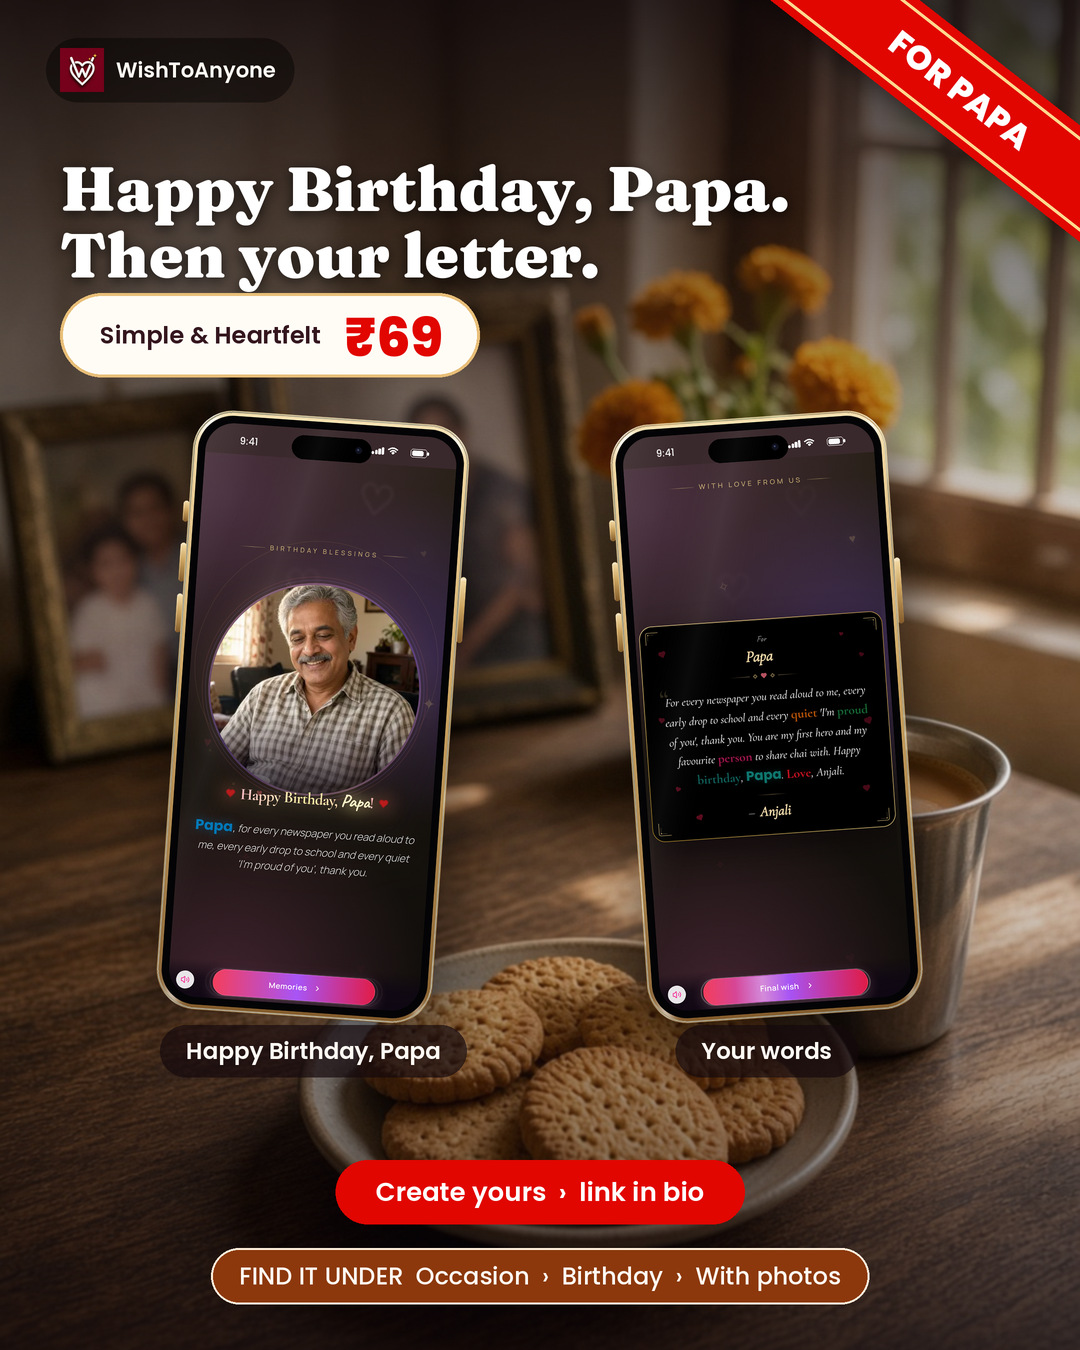 WishToAnyone
FOR PAPA
Happy Birthday, Papa.
Then your letter.
Simple & Heartfelt ₹69
9:41
BIRTHDAY BLESSINGS
Happy Birthday, Papa!
Papa, for every newspaper you read aloud to
me, every early drop to school and every quiet
'I'm proud of you', thank you.
Memories ›
Happy Birthday, Papa
9:41
WITH LOVE FROM US
For
Papa
For every newspaper you read aloud to me, every
early drop to school and every quiet 'I'm proud
of you', thank you. You are my first hero and my
favourite person to share chai with. Happy
birthday, Papa. Love, Anjali.
– Anjali
Final wish ›
Your words
Create yours › link in bio
FIND IT UNDER Occasion › Birthday › With photos